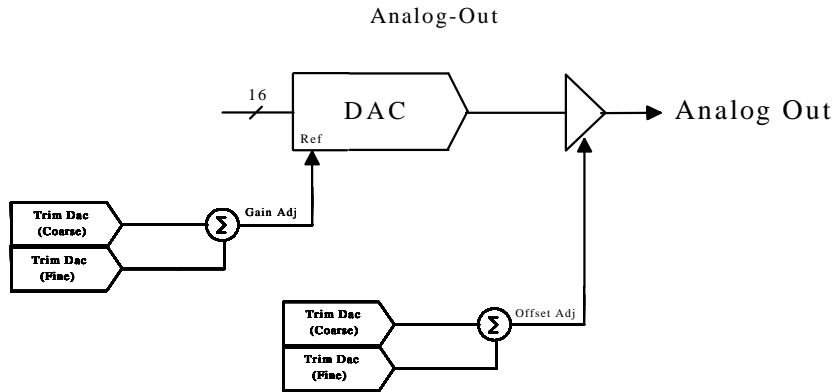 Analog-Out
16
DAC
Ref
Analog Out
Trim Dac
(Coarse)
Σ
Gain Adj
Trim Dac
(Fine)
Trim Dac
(Coarse)
Σ
Offset Adj
Trim Dac
(Fine)